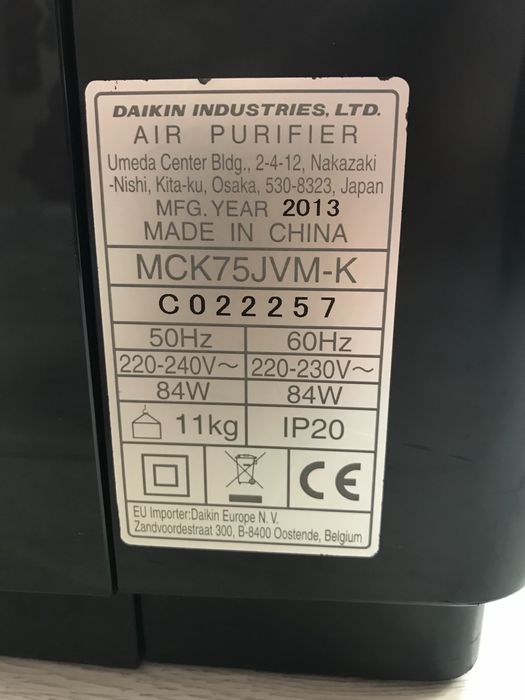 DAIKIN INDUSTRIES, LTD.
AIR PURIFIER
Umeda Center Bldg., 2-4-12, Nakazaki
-Nishi, Kita-ku, Osaka, 530-8323, Japan
MFG. YEAR 2013
MADE IN CHINA
MCK75JVM-K
C022257
50Hz 60Hz
220-240V～ 220-230V～
84W 84W
11kg IP20
CE
EU Importer:Daikin Europe N. V.
Zandvoordestraat 300, B-8400 Oostende, Belgium